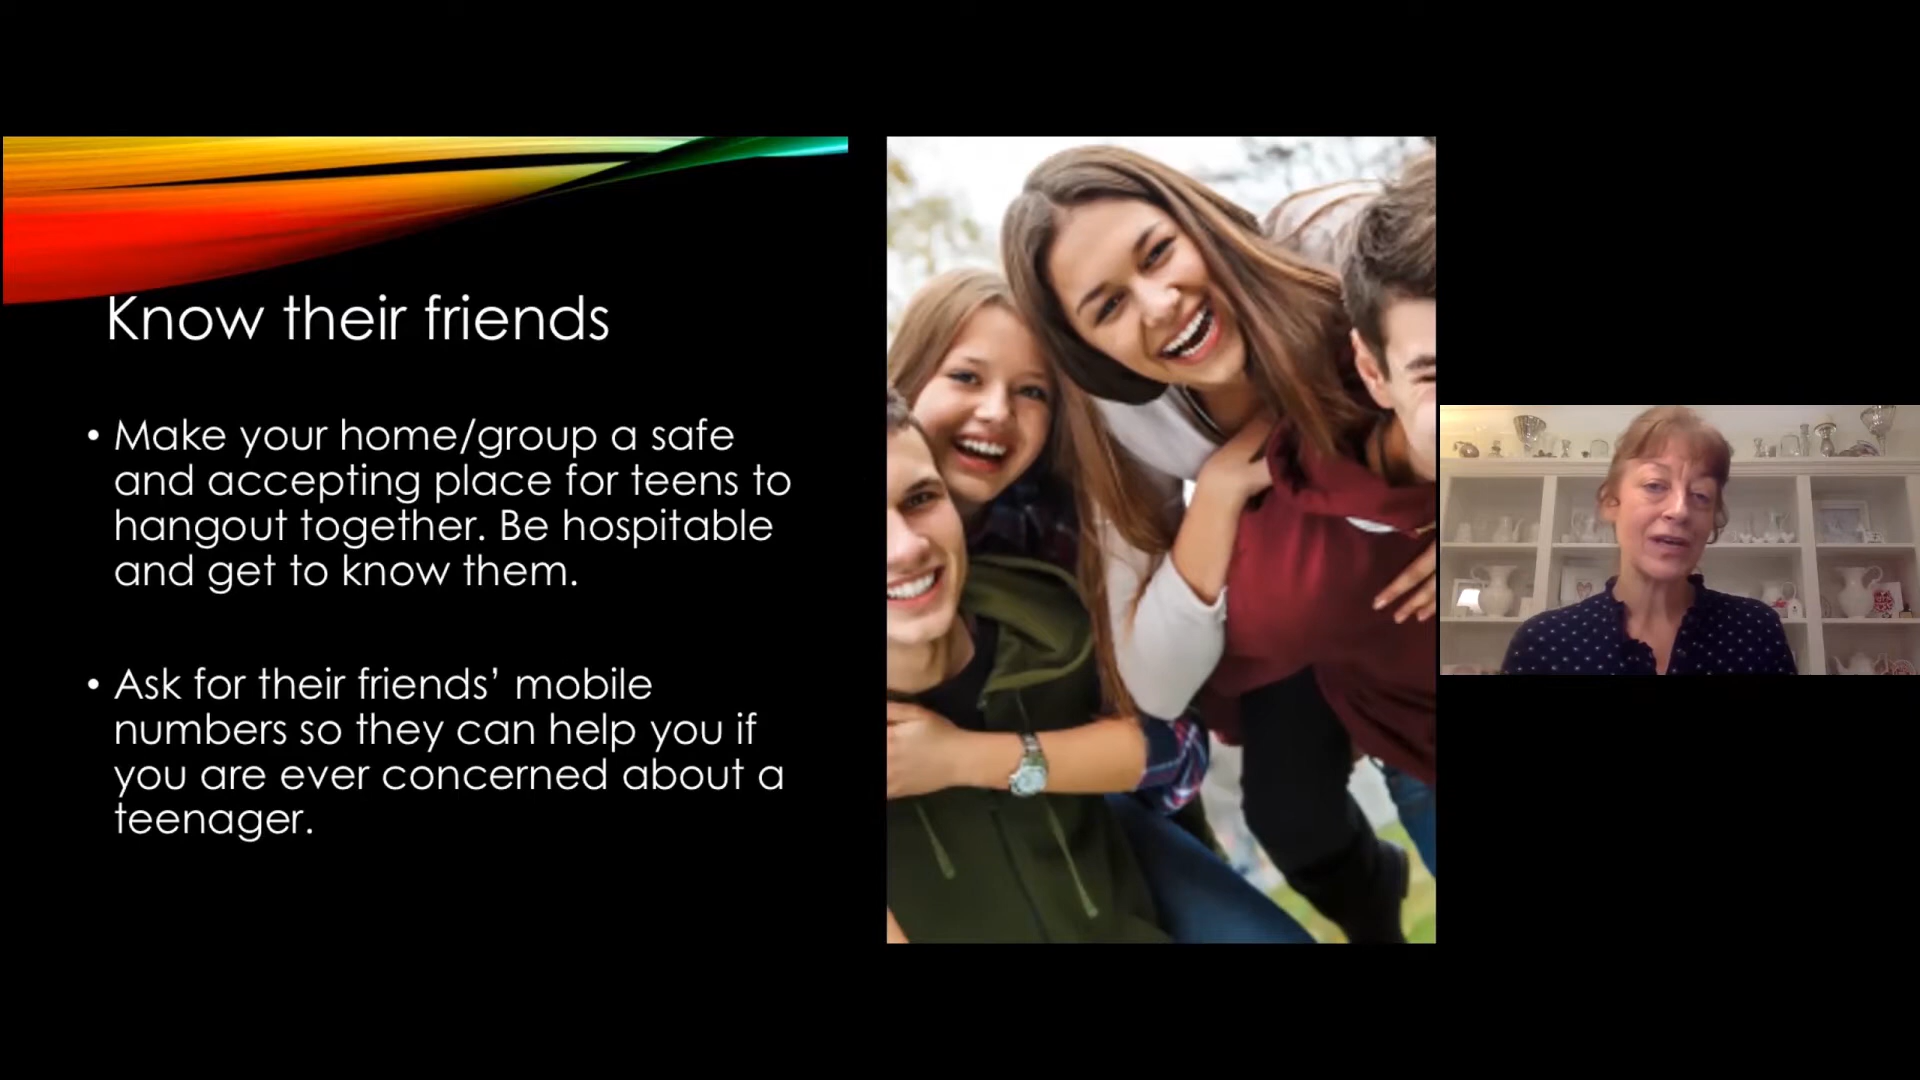 Know their friends
• Make your home/group a safe
and accepting place for teens to
hangout together. Be hospitable
and get to know them.
• Ask for their friends’ mobile
numbers so they can help you if
you are ever concerned about a
teenager.